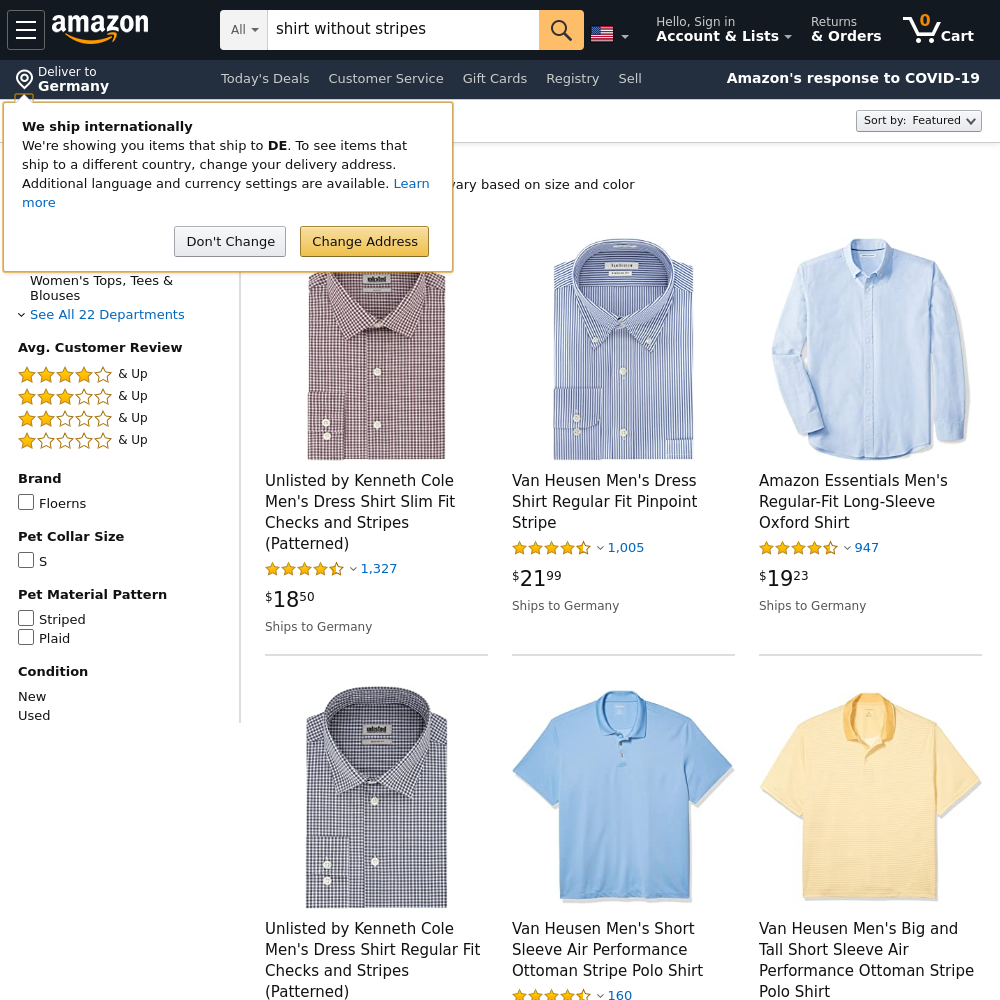 amazon
All
shirt without stripes
Hello, Sign in
Account & Lists
Returns
& Orders
0
Cart
Deliver to
Germany
Today's Deals
Customer Service
Gift Cards
Registry
Sell
Amazon's response to COVID-19
We ship internationally
We're showing you items that ship to DE. To see items that
ship to a different country, change your delivery address.
Additional language and currency settings are available. Learn
more
Don't Change
Change Address
Sort by: Featured
vary based on size and color
Women's Tops, Tees &
Blouses
See All 22 Departments
Avg. Customer Review
& Up
& Up
& Up
& Up
Brand
Floerns
Pet Collar Size
S
Pet Material Pattern
Striped
Plaid
Condition
New
Used
unlisted
Unlisted by Kenneth Cole
Men's Dress Shirt Slim Fit
Checks and Stripes
(Patterned)
1,327
$1850
Ships to Germany
Van Heusen Men's Dress
Shirt Regular Fit Pinpoint
Stripe
1,005
$2199
Ships to Germany
Amazon Essentials Men's
Regular-Fit Long-Sleeve
Oxford Shirt
947
$1923
Ships to Germany
unlisted
Unlisted by Kenneth Cole
Men's Dress Shirt Regular Fit
Checks and Stripes
(Patterned)
Van Heusen Men's Short
Sleeve Air Performance
Ottoman Stripe Polo Shirt
160
Van Heusen Men's Big and
Tall Short Sleeve Air
Performance Ottoman Stripe
Polo Shirt